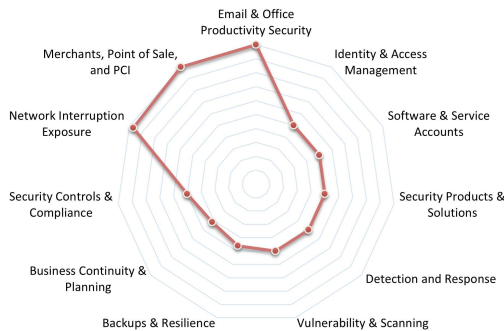 Email & Office
Productivity Security
Identity & Access
Management
Software & Service
Accounts
Security Products &
Solutions
Detection and Response
Vulnerability & Scanning
Backups & Resilience
Business Continuity &
Planning
Security Controls &
Compliance
Network Interruption
Exposure
Merchants, Point of Sale,
and PCI